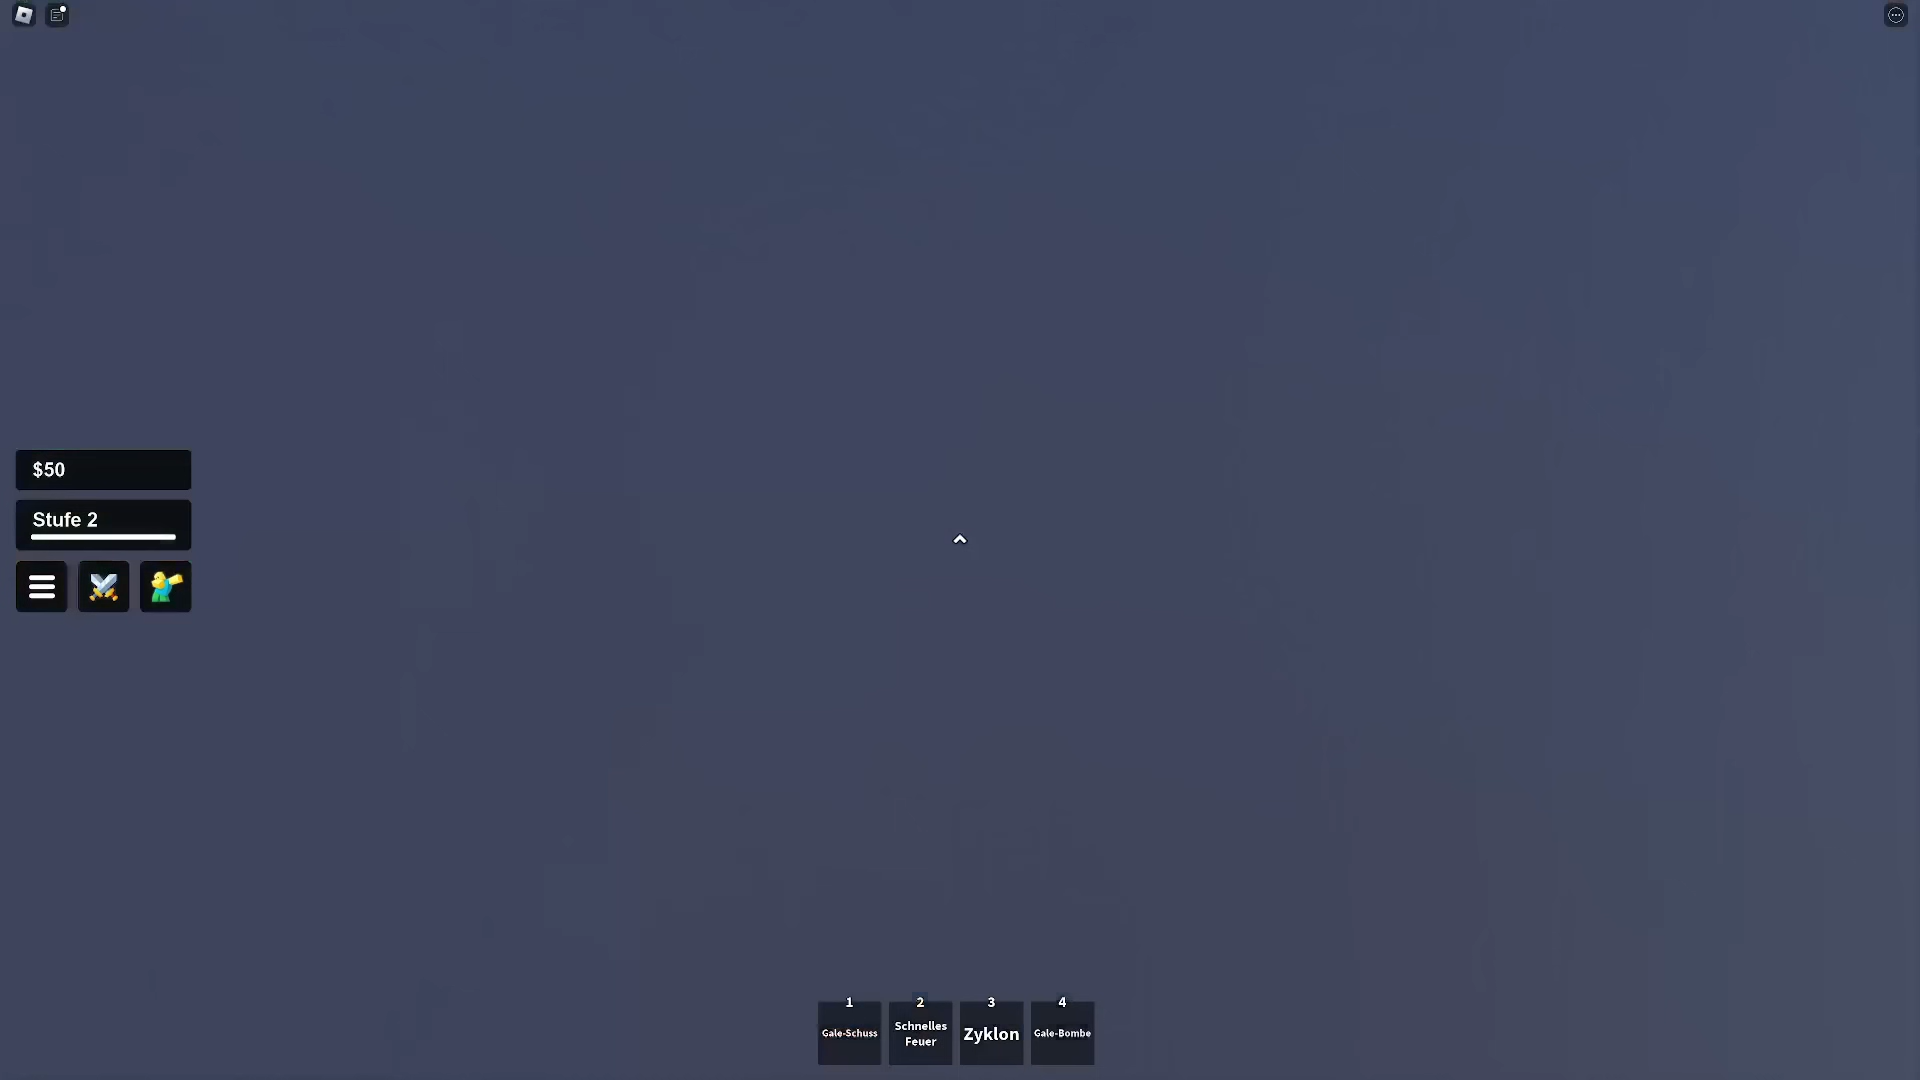 $50
Stufe 2
1
2
3
4
Gale-Schuss
Schnelles
Feuer
Zyklon
Gale-Bombe